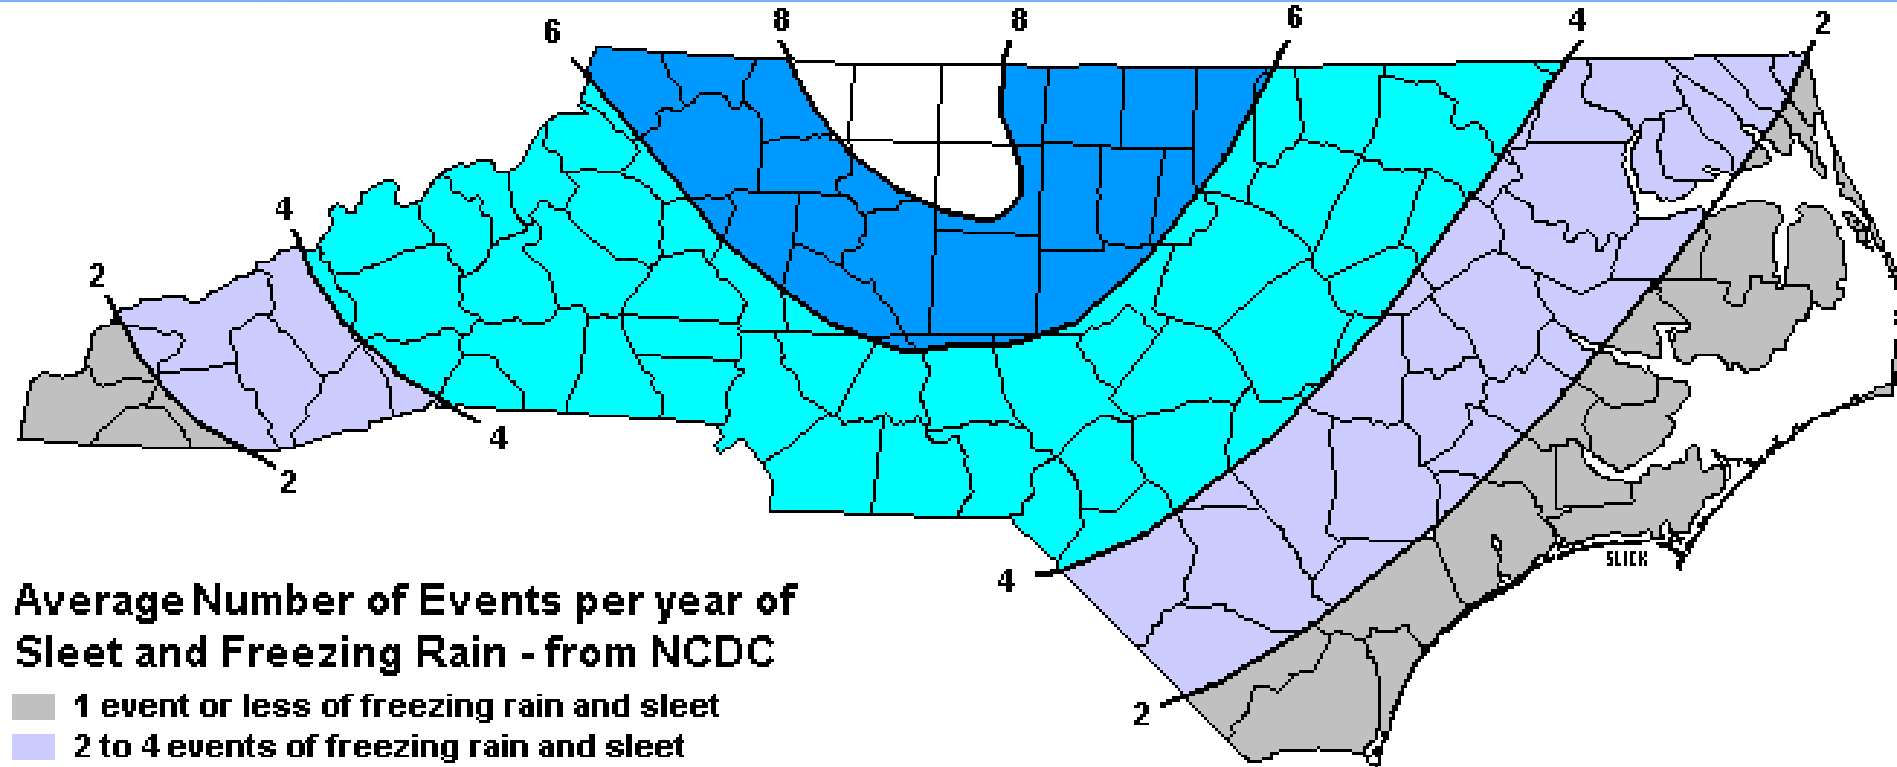 6 8 8 6 4 2
4
2
4
2
4
2
SLICK
Average Number of Events per year of
Sleet and Freezing Rain - from NCDC
1 event or less of freezing rain and sleet
2 to 4 events of freezing rain and sleet